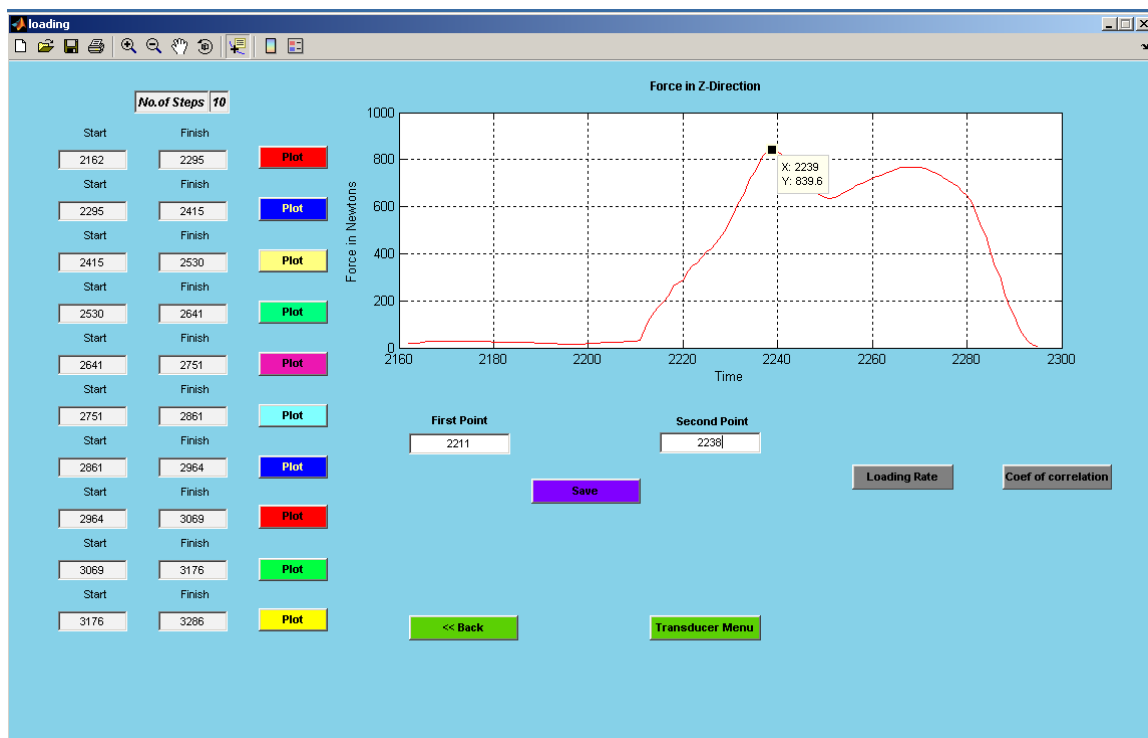 loading
No.of Steps 10
Start Finish
2162 2295 Plot
Start Finish
2295 2415 Plot
Start Finish
2415 2530 Plot
Start Finish
2530 2641 Plot
Start Finish
2641 2751 Plot
Start Finish
2751 2861 Plot
Start Finish
2861 2964 Plot
Start Finish
2964 3069 Plot
Start Finish
3069 3176 Plot
Start Finish
3176 3286 Plot
Force in Z-Direction
Force in Newtons
1000
800
600
400
200
0
X: 2239
Y: 839.6
2160 2180 2200 2220 2240 2260 2280 2300
Time
First Point Second Point
2211 2238
Save
Loading Rate Coef of correlation
<< Back Transducer Menu